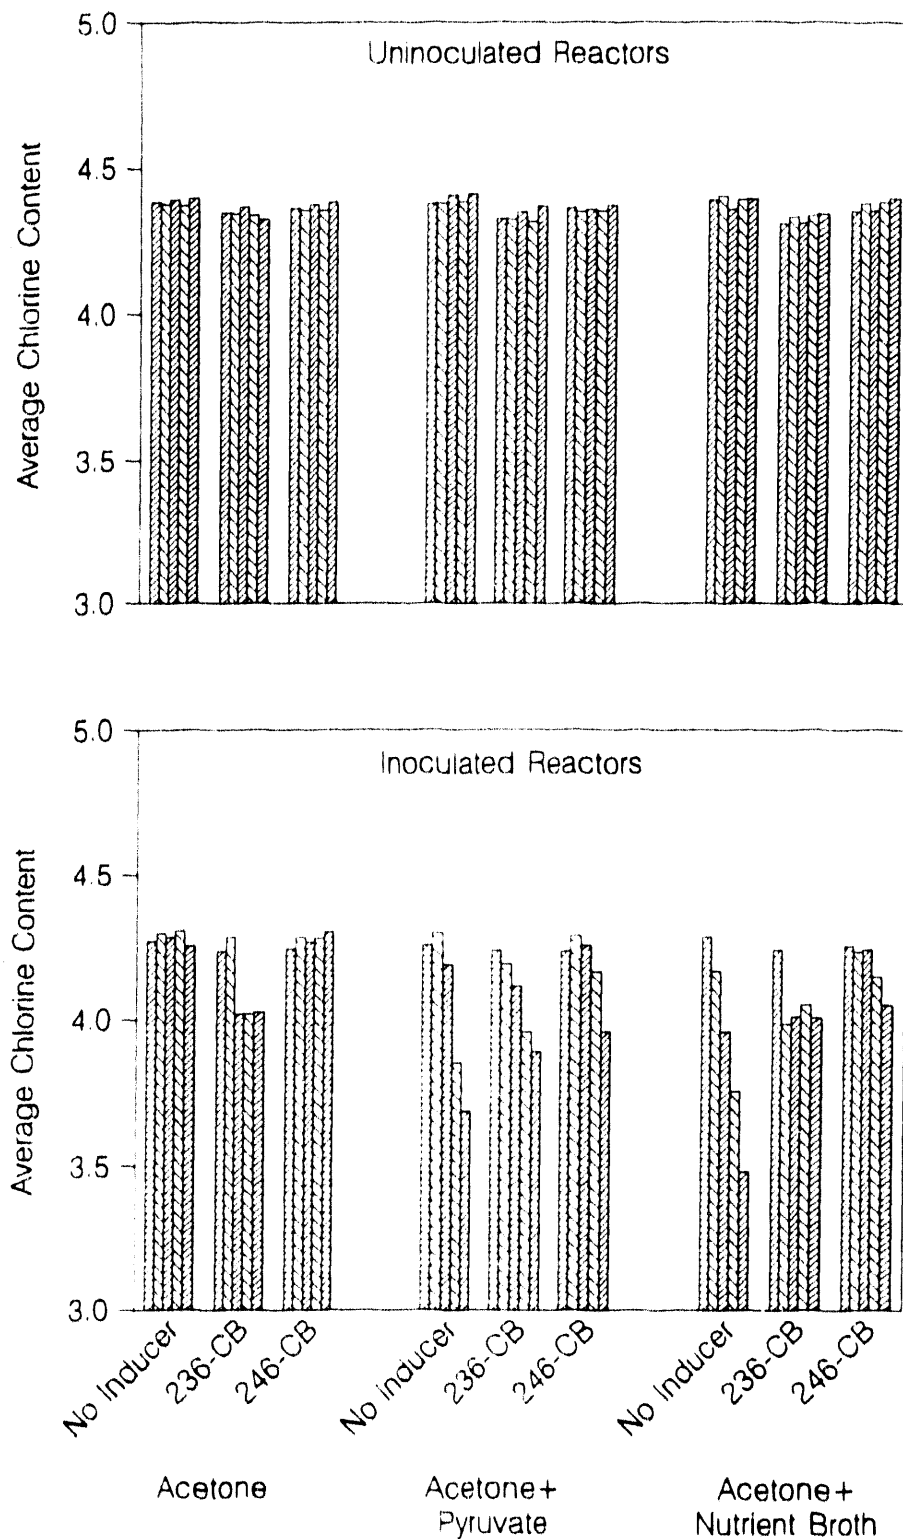 Uninoculated Reactors
Average Chlorine Content
5.0
4.5
4.0
3.5
3.0
Inoculated Reactors
Average Chlorine Content
5.0
4.5
4.0
3.5
3.0
No Inducer
236-CB
246-CB
No Inducer
236-CB
246-CB
No Inducer
236-CB
246-CB
Acetone
Acetone+
Pyruvate
Acetone+
Nutrient Broth